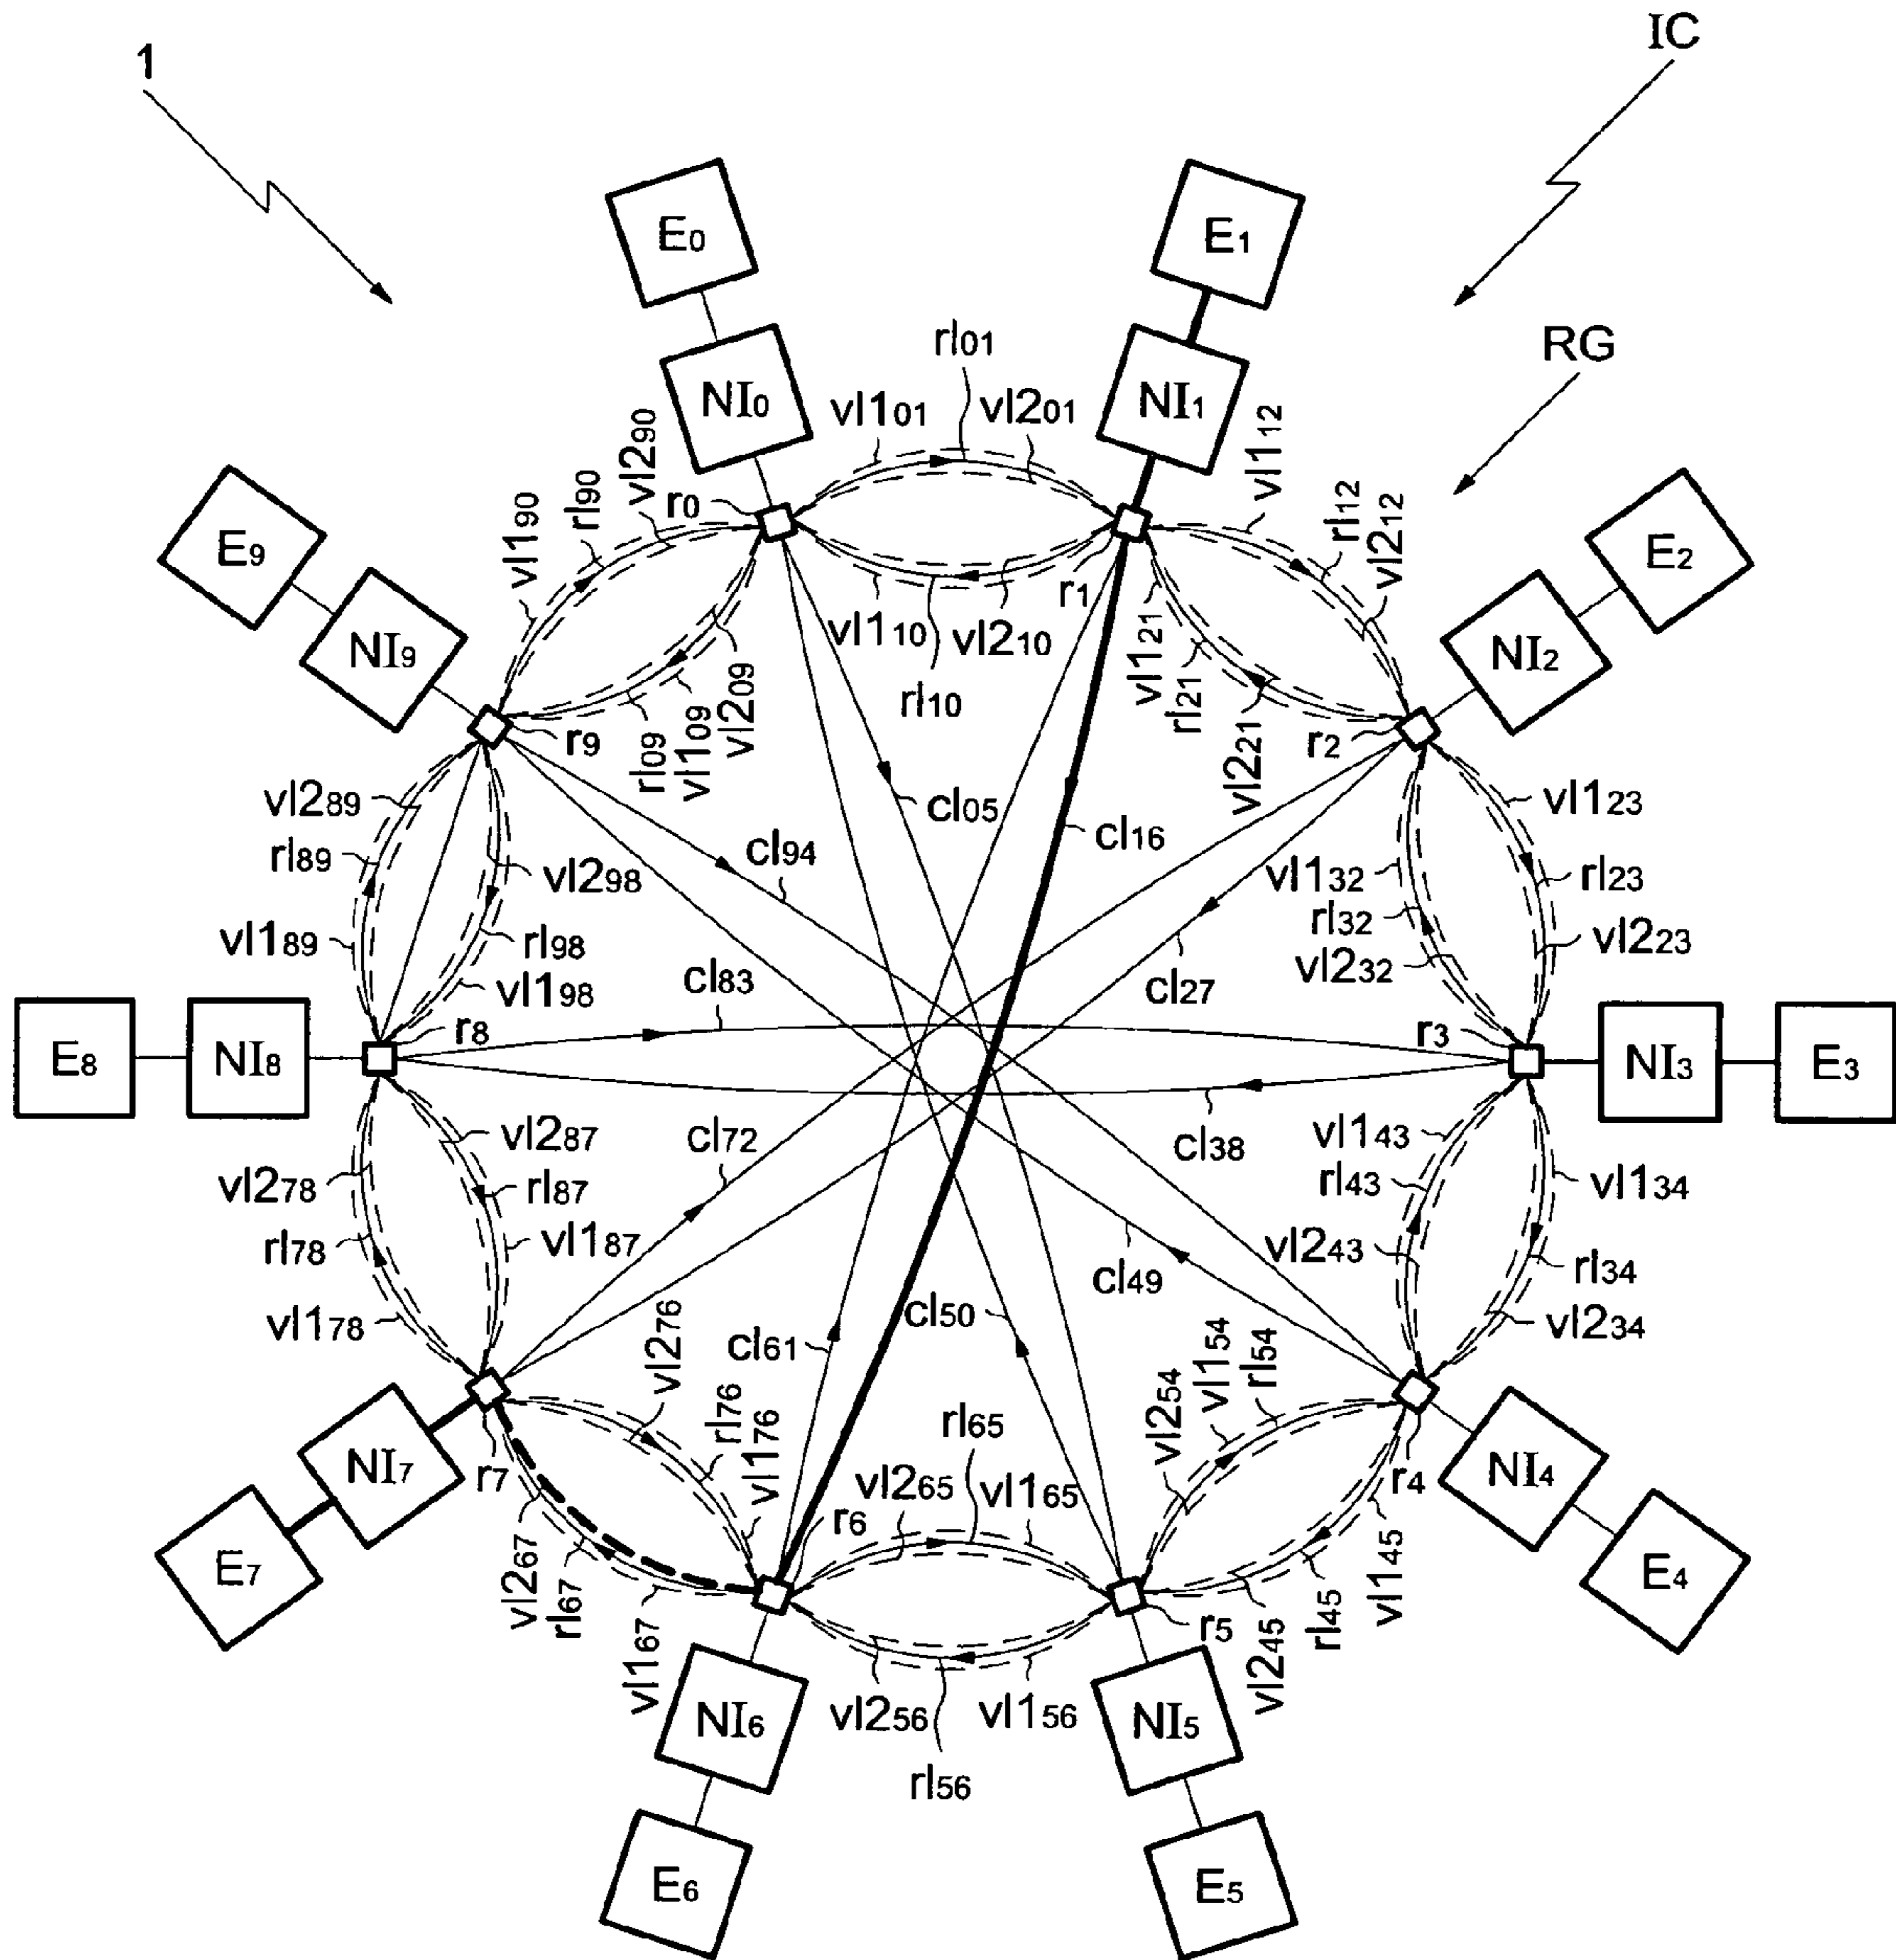 1
IC
RG
E0
E1
NI0
NI1
rl01
vl101
vl201
vl112
rl12
vl212
vl290
rl90
vl190
r0
r1
E9
NI9
E2
NI2
vl110
vl210
rl10
vl121
rl21
vl221
rl09
vl109
vl209
r9
r2
vl289
rl89
vl189
vl298
rl98
vl198
cl94
cl05
cl16
vl123
rl23
vl223
vl132
rl32
vl232
cl83
cl27
r8
r3
E8
NI8
NI3
E3
cl72
cl38
vl287
rl87
vl187
vl278
rl78
vl178
vl143
rl43
vl243
vl134
rl34
vl234
cl49
cl50
cl61
vl276
rl76
vl176
rl65
vl265
vl165
vl254
vl154
rl54
r7
r6
r4
r5
NI7
E7
NI4
E4
vl267
rl67
vl167
vl245
rl45
vl145
vl256
vl156
rl56
NI6
NI5
E6
E5